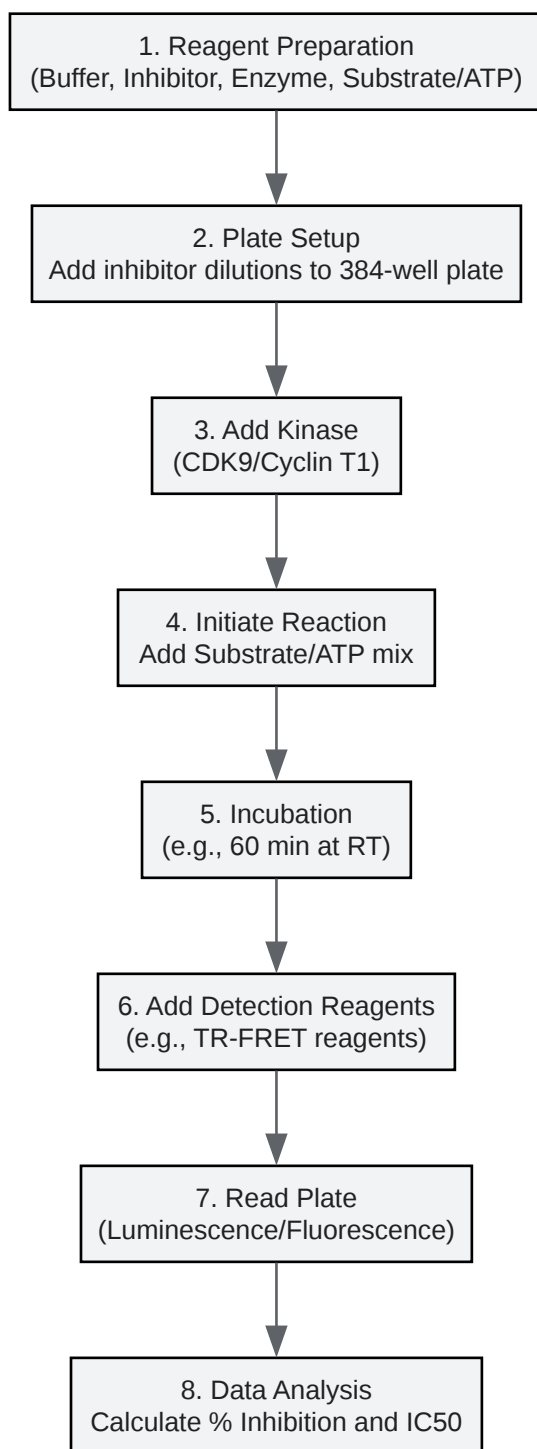 1. Reagent Preparation
(Buffer, Inhibitor, Enzyme, Substrate/ATP)
2. Plate Setup
Add inhibitor dilutions to 384-well plate
3. Add Kinase
(CDK9/Cyclin T1)
4. Initiate Reaction
Add Substrate/ATP mix
5. Incubation
(e.g., 60 min at RT)
6. Add Detection Reagents
(e.g., TR-FRET reagents)
7. Read Plate
(Luminescence/Fluorescence)
8. Data Analysis
Calculate % Inhibition and IC50